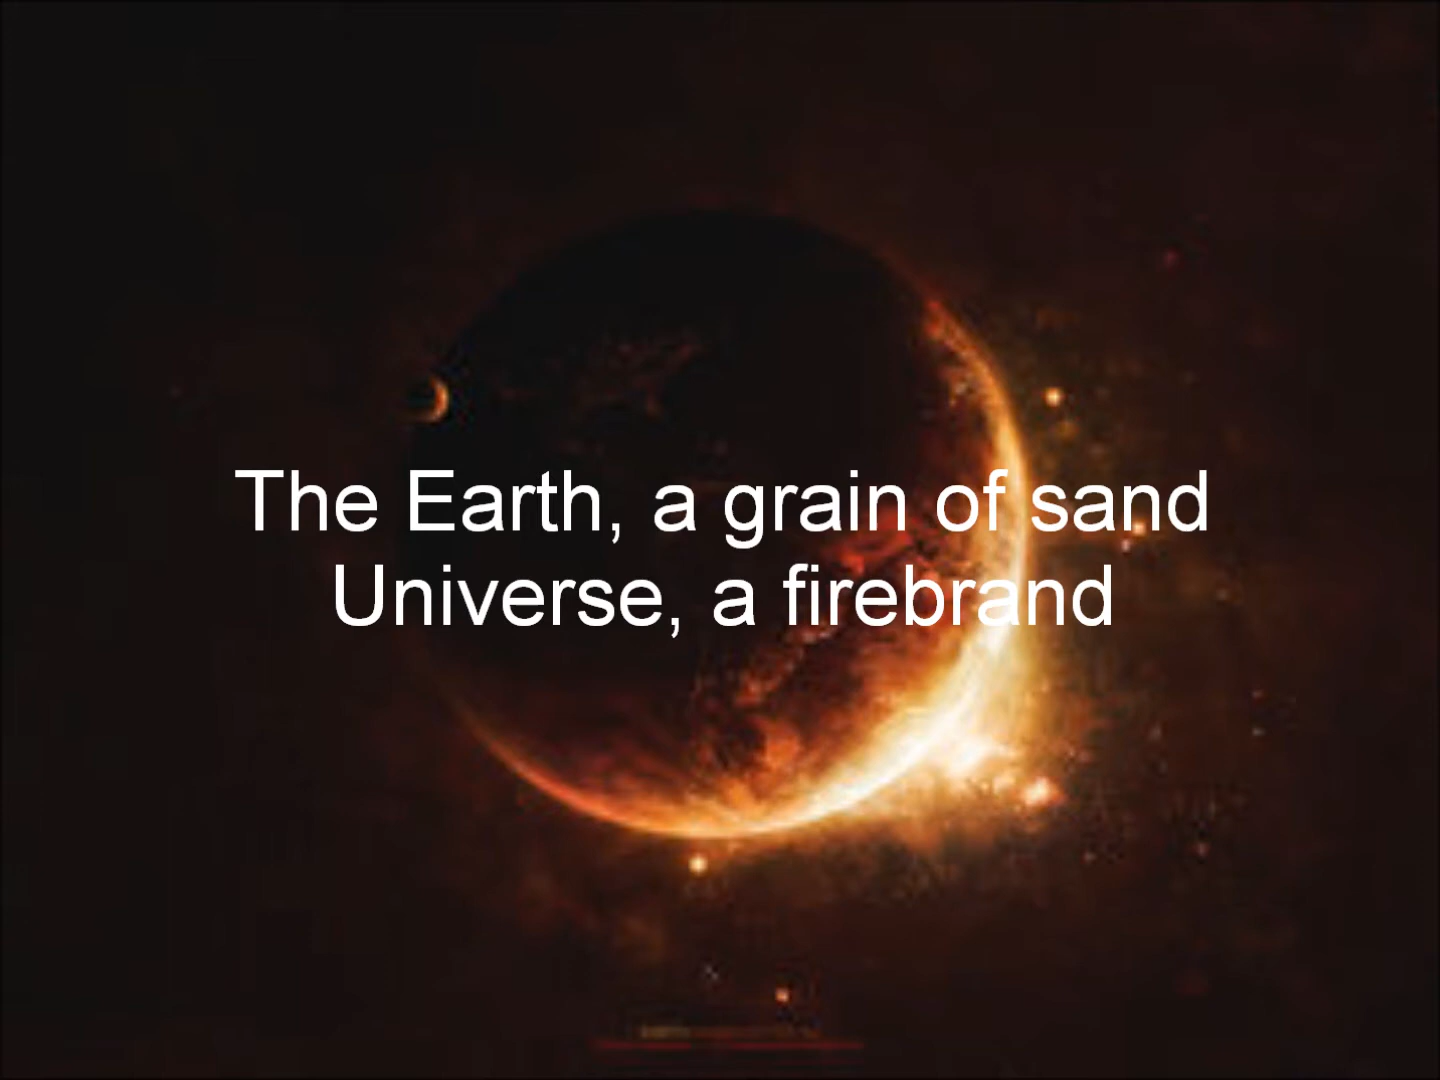 The Earth, a grain of sand
Universe, a firebrand